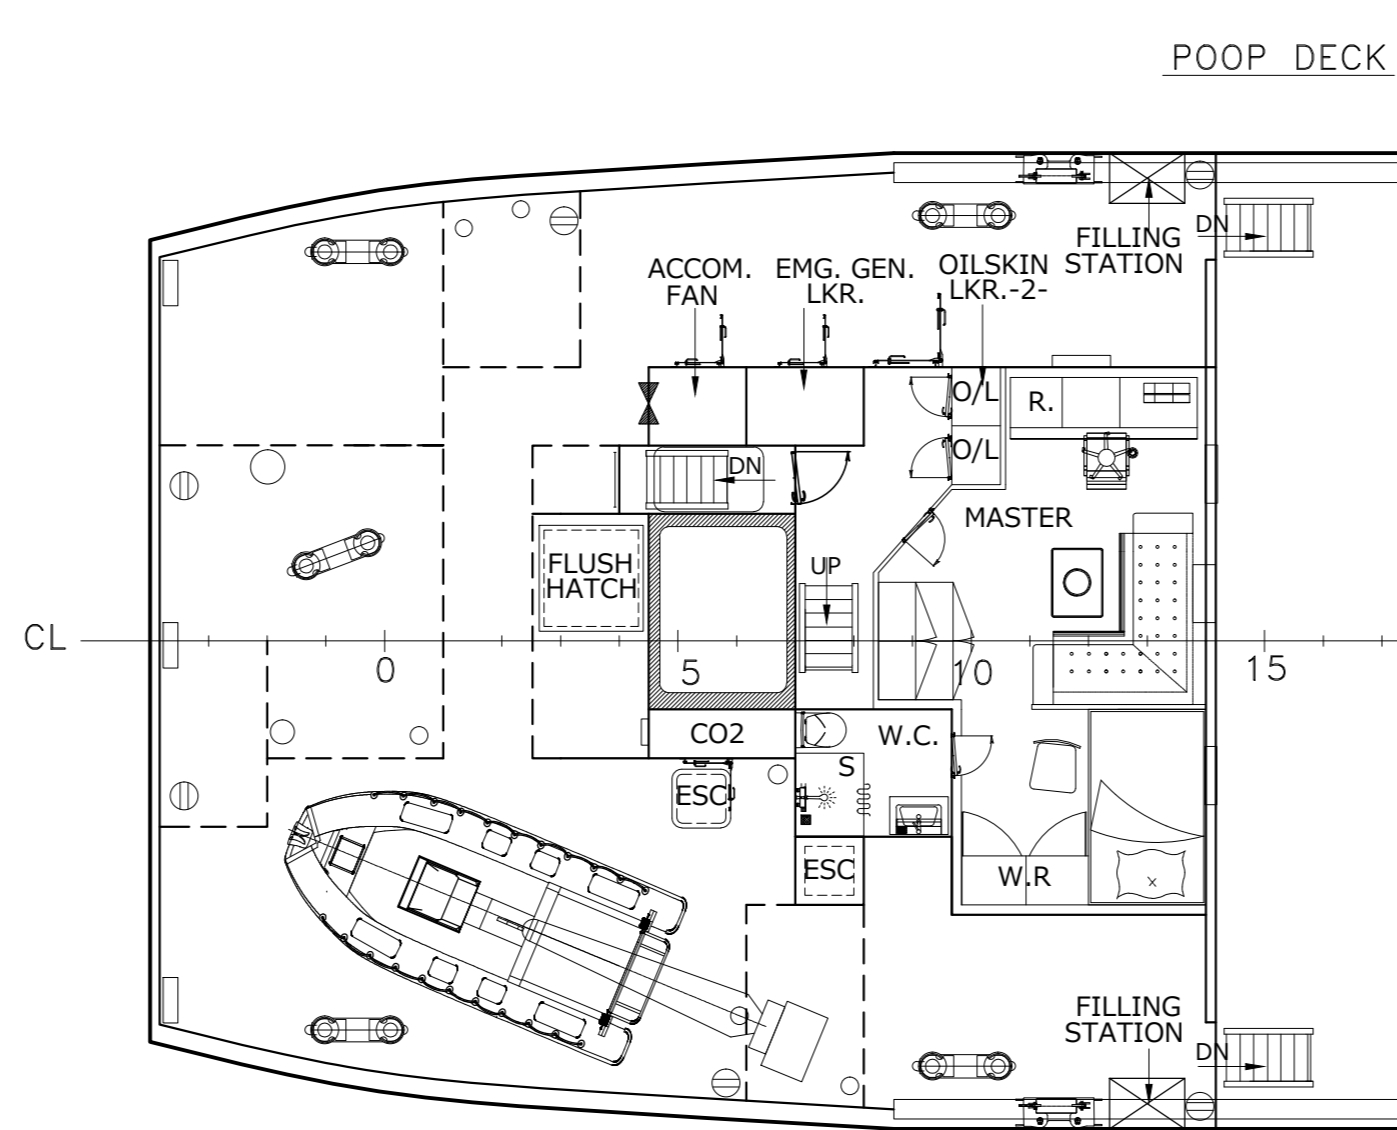 POOP DECK
FILLING
STATION
DN
ACCOM.
FAN
EMG. GEN.
LKR.
OILSKIN
LKR.-2-
O/L
R.
O/L
DN
MASTER
FLUSH
HATCH
UP
CL
0
5
10
15
CO2
W.C.
S
ESC
ESC
W.R
x
FILLING
STATION
DN